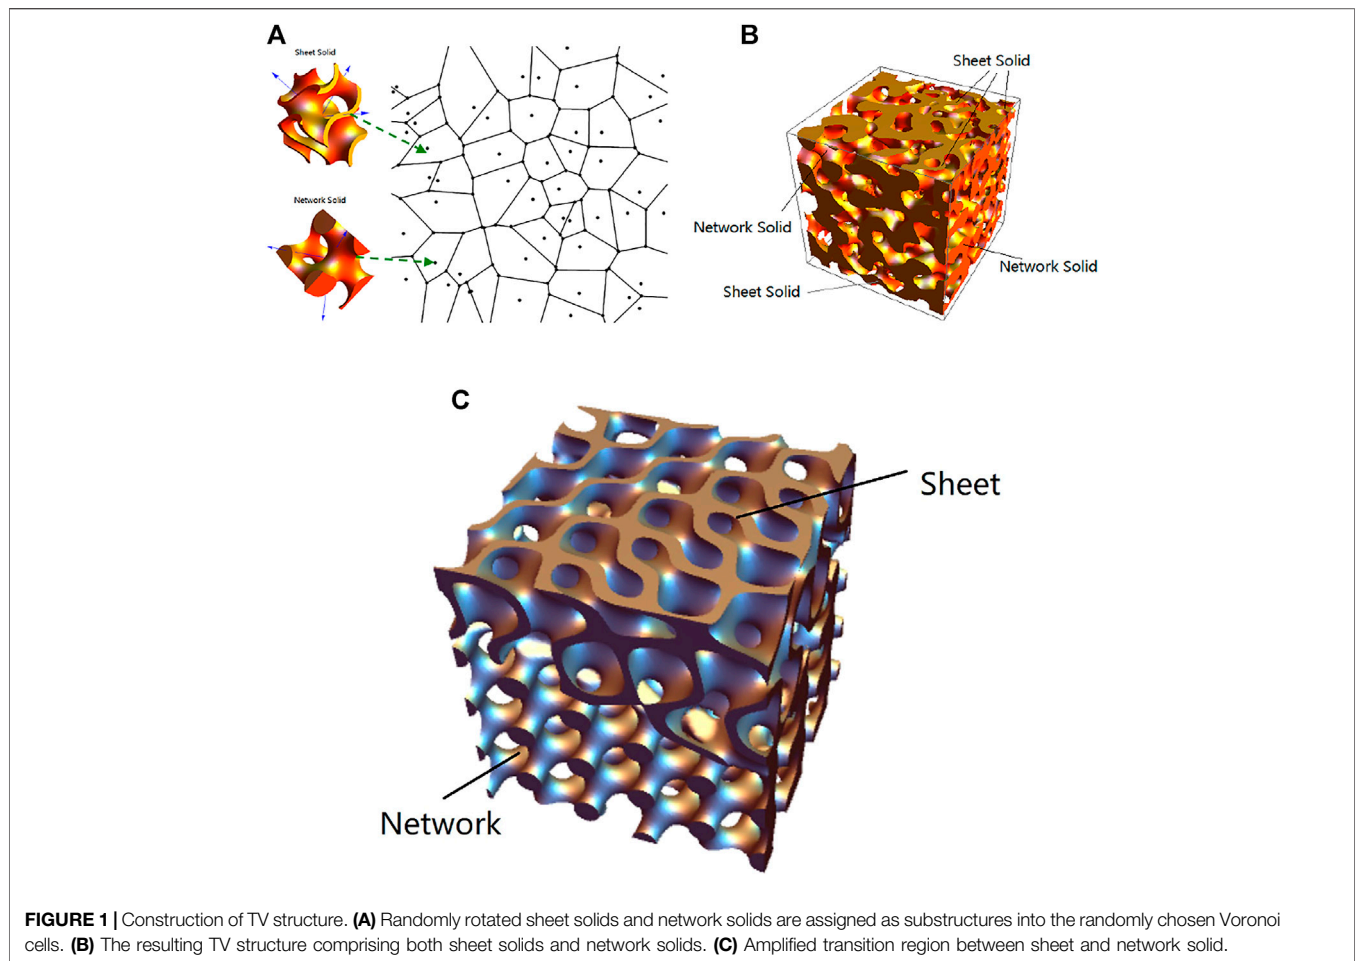 A
Sheet Solid
Network Solid
B
Sheet Solid
Network Solid
Network Solid
Sheet Solid
C
Sheet
Network
FIGURE 1 | Construction of TV structure. (A) Randomly rotated sheet solids and network solids are assigned as substructures into the randomly chosen Voronoi
cells. (B) The resulting TV structure comprising both sheet solids and network solids. (C) Amplified transition region between sheet and network solid.